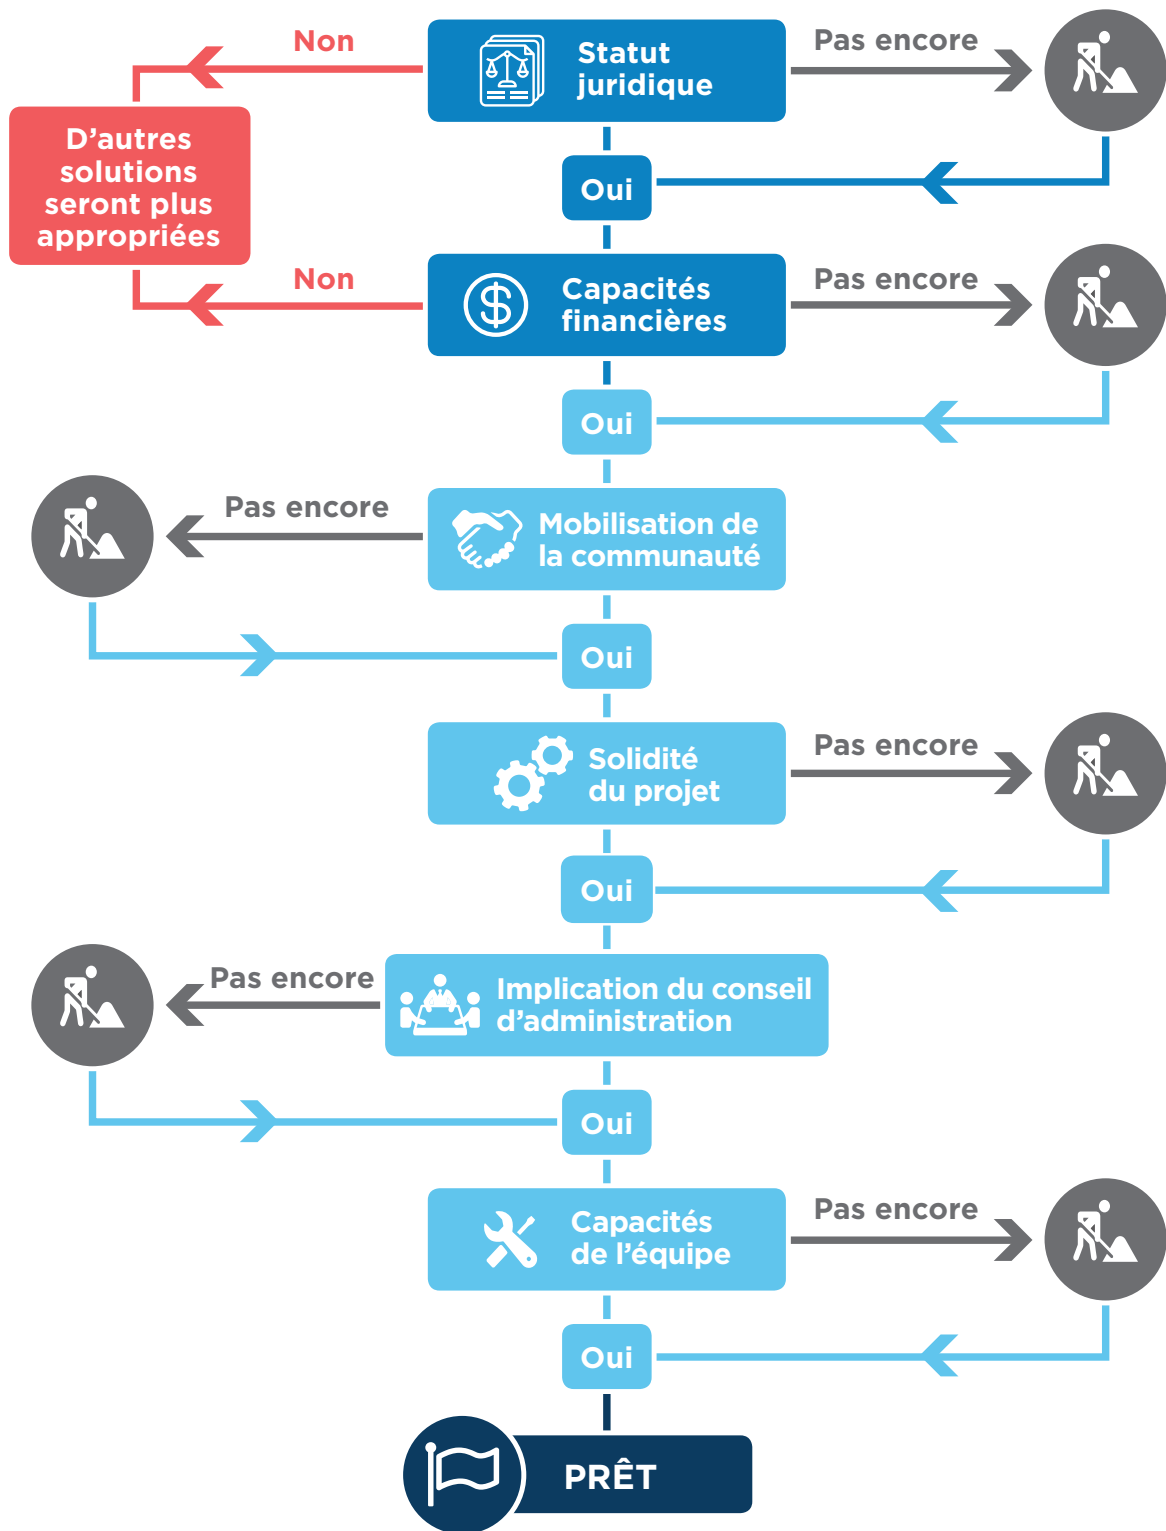 Non
Statut
juridique
Pas encore
D’autres
solutions
seront plus
appropriées
Oui
Non
Capacités
financières
Pas encore
Oui
Pas encore
Mobilisation de
la communauté
Oui
Solidité
du projet
Pas encore
Oui
Pas encore
Implication du conseil
d’administration
Oui
Capacités
de l’équipe
Pas encore
Oui
PRÊT